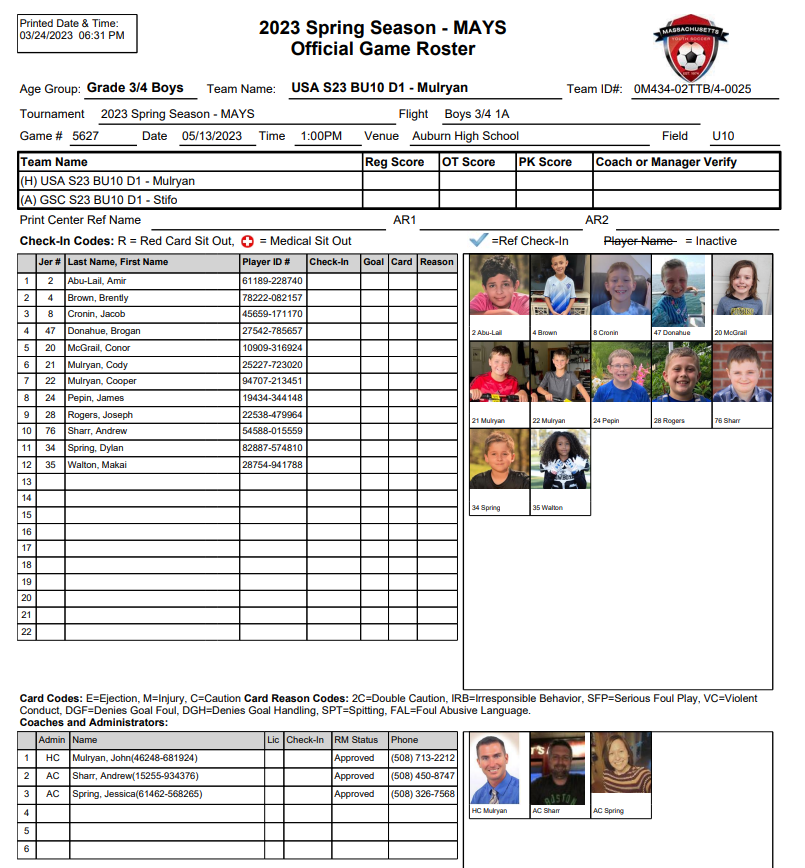 Printed Date & Time:
03/24/2023 06:31 PM
2023 Spring Season - MAYS
Official Game Roster
MASSACHUSETTS
YOUTH SOCCER
Age Group: Grade 3/4 Boys Team Name: USA S23 BU10 D1 - Mulryan Team ID#: 0M434-02TTB/4-0025
Tournament 2023 Spring Season - MAYS Flight Boys 3/4 1A
Game # 5627 Date 05/13/2023 Time 1:00PM Venue Auburn High School Field U10
Team Name Reg Score OT Score PK Score Coach or Manager Verify
(H) USA S23 BU10 D1 - Mulryan
(A) GSC S23 BU10 D1 - Stifo
Print Center Ref Name AR1 AR2
Check-In Codes: R = Red Card Sit Out, = Medical Sit Out =Ref Check-In Player Name = Inactive
Jer # Last Name, First Name Player ID # Check-In Goal Card Reason
1 2 Abu-Lail, Amir 61189-228740
2 4 Brown, Brently 78222-082157
3 8 Cronin, Jacob 45659-171170
4 47 Donahue, Brogan 27542-785657
5 20 McGrail, Conor 10909-316924
6 21 Mulryan, Cody 25227-723020
7 22 Mulryan, Cooper 94707-213451
8 24 Pepin, James 19434-344148
9 28 Rogers, Joseph 22538-479964
10 76 Sharr, Andrew 54588-015559
11 34 Spring, Dylan 82887-574810
12 35 Walton, Makai 28754-941788
13
14
15
16
17
18
19
20
21
22
2 Abu-Lail 4 Brown 8 Cronin 47 Donahue 20 McGrail
21 Mulryan 22 Mulryan 24 Pepin 28 Rogers 76 Sharr
34 Spring 35 Walton
Card Codes: E=Ejection, M=Injury, C=Caution Card Reason Codes: 2C=Double Caution, IRB=Irresponsible Behavior, SFP=Serious Foul Play, VC=Violent
Conduct, DGF=Denies Goal Foul, DGH=Denies Goal Handling, SPT=Spitting, FAL=Foul Abusive Language.
Coaches and Administrators:
Admin Name Lic Check-In RM Status Phone
1 HC Mulryan, John(46248-681924) Approved (508) 713-2212
2 AC Sharr, Andrew(15255-934376) Approved (508) 450-8747
3 AC Spring, Jessica(61462-568265) Approved (508) 326-7568
4
5
6
BOSTON
HC Mulryan AC Sharr AC Spring